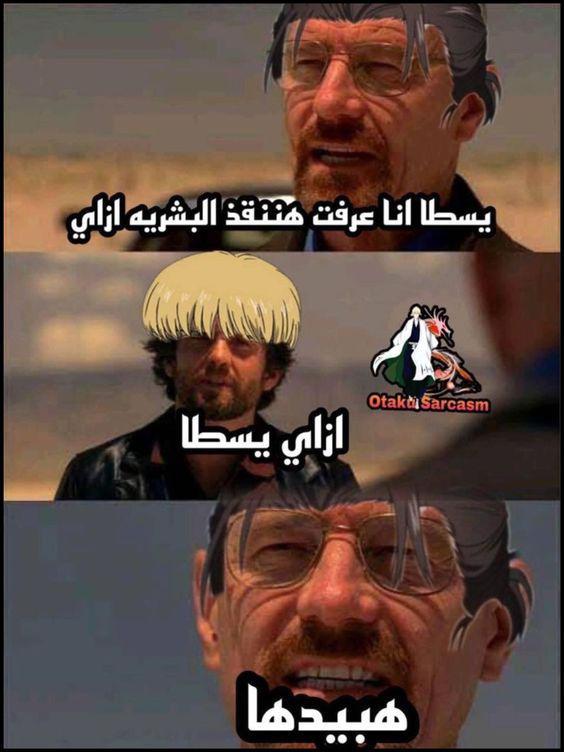 يسطا انا عرفت هننقذ البشريه ازاي
Otaku Sarcasm
ازاي يسطا
هبيدها